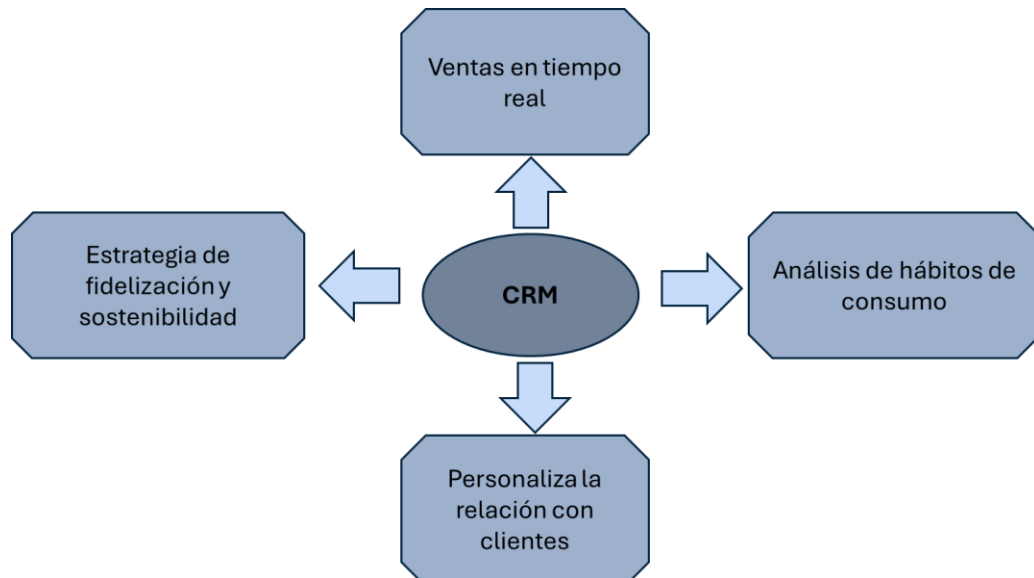 Ventas en tiempo
real
Estrategia de
fidelización y
sostenibilidad
CRM
Análisis de hábitos de
consumo
Personaliza la
relación con
clientes